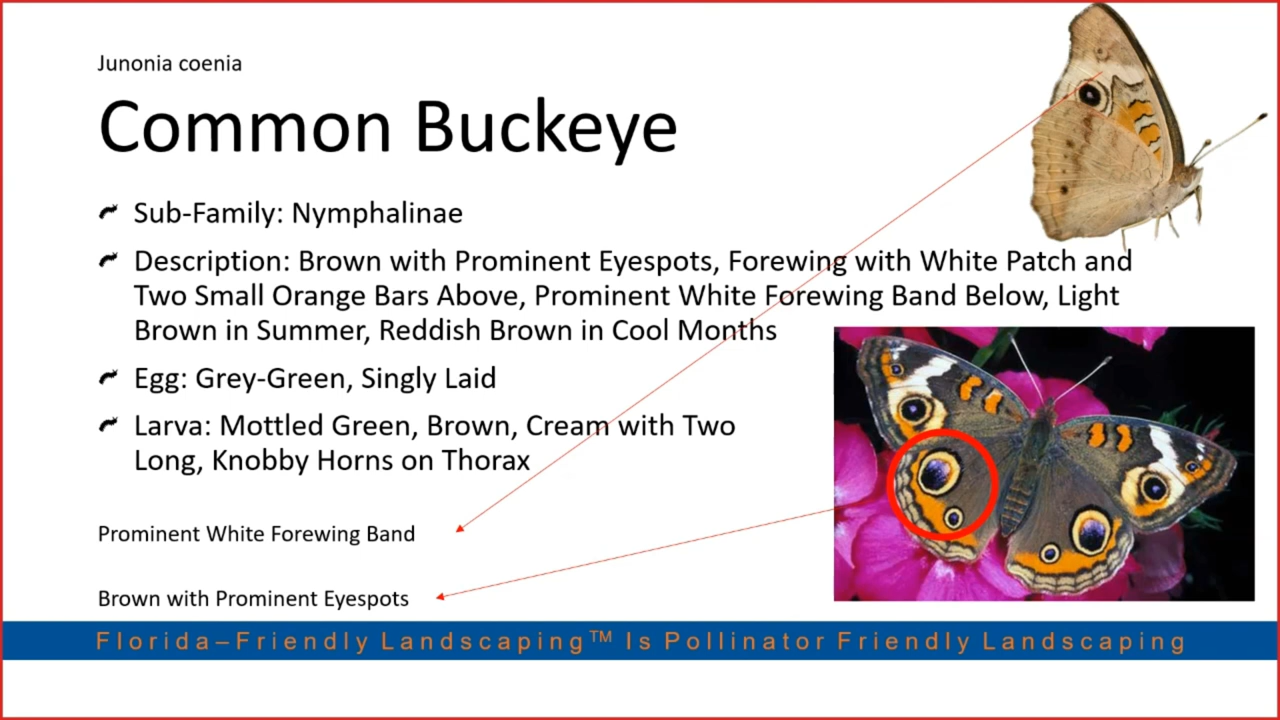 Junonia coenia
Common Buckeye
Sub-Family: Nymphalinae
Description: Brown with Prominent Eyespots, Forewing with White Patch and
Two Small Orange Bars Above, Prominent White Forewing Band Below, Light
Brown in Summer, Reddish Brown in Cool Months
Egg: Grey-Green, Singly Laid
Larva: Mottled Green, Brown, Cream with Two
Long, Knobby Horns on Thorax
Prominent White Forewing Band
Brown with Prominent Eyespots
Florida–Friendly Landscaping™ Is Pollinator Friendly Landscaping